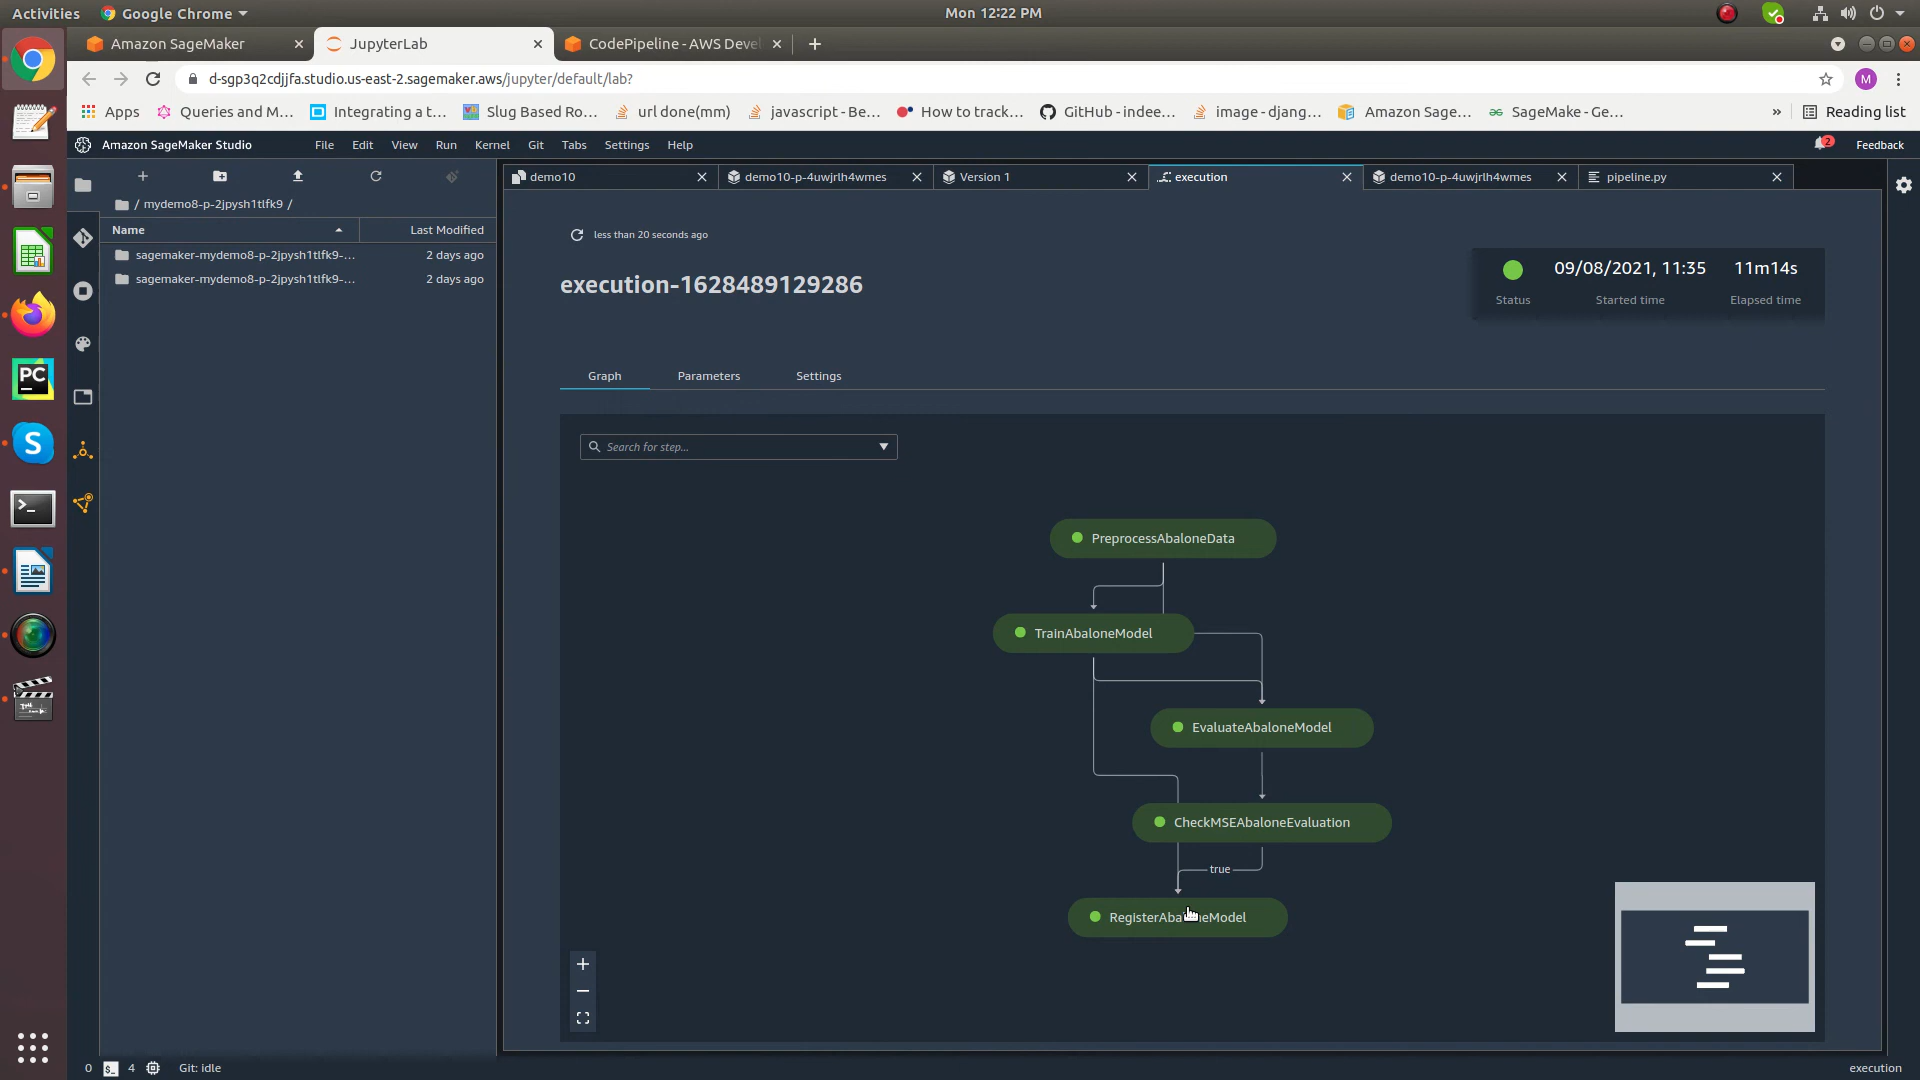 Activities
Google Chrome
Mon 12:22 PM
Amazon SageMaker
JupyterLab
CodePipeline - AWS Deve
d-sgp3q2cdjjfa.studio.us-east-2.sagemaker.aws/jupyter/default/lab?
M
Apps
Queries and M...
Integrating a t...
Slug Based Ro...
url done(mm)
javascript - Be...
How to track...
GitHub - indee...
image - djang...
Amazon Sage...
SageMake - Ge...
»
Reading list
Amazon SageMaker Studio
File
Edit
View
Run
Kernel
Git
Tabs
Settings
Help
2
Feedback
demo10
demo10-p-4uwjrlh4wmes
Version 1
execution
demo10-p-4uwjrlh4wmes
pipeline.py
/ mydemo8-p-2jpysh1tlfk9 /
Name
Last Modified
sagemaker-mydemo8-p-2jpysh1tlfk9-...
2 days ago
sagemaker-mydemo8-p-2jpysh1tlfk9-...
2 days ago
less than 20 seconds ago
execution-1628489129286
09/08/2021, 11:35
11m14s
Status
Started time
Elapsed time
Graph
Parameters
Settings
Search for step...
PreprocessAbaloneData
TrainAbaloneModel
EvaluateAbaloneModel
CheckMSEAbaloneEvaluation
true
RegisterAbaloneModel
PC
S
0
$_
4
Git: idle
execution